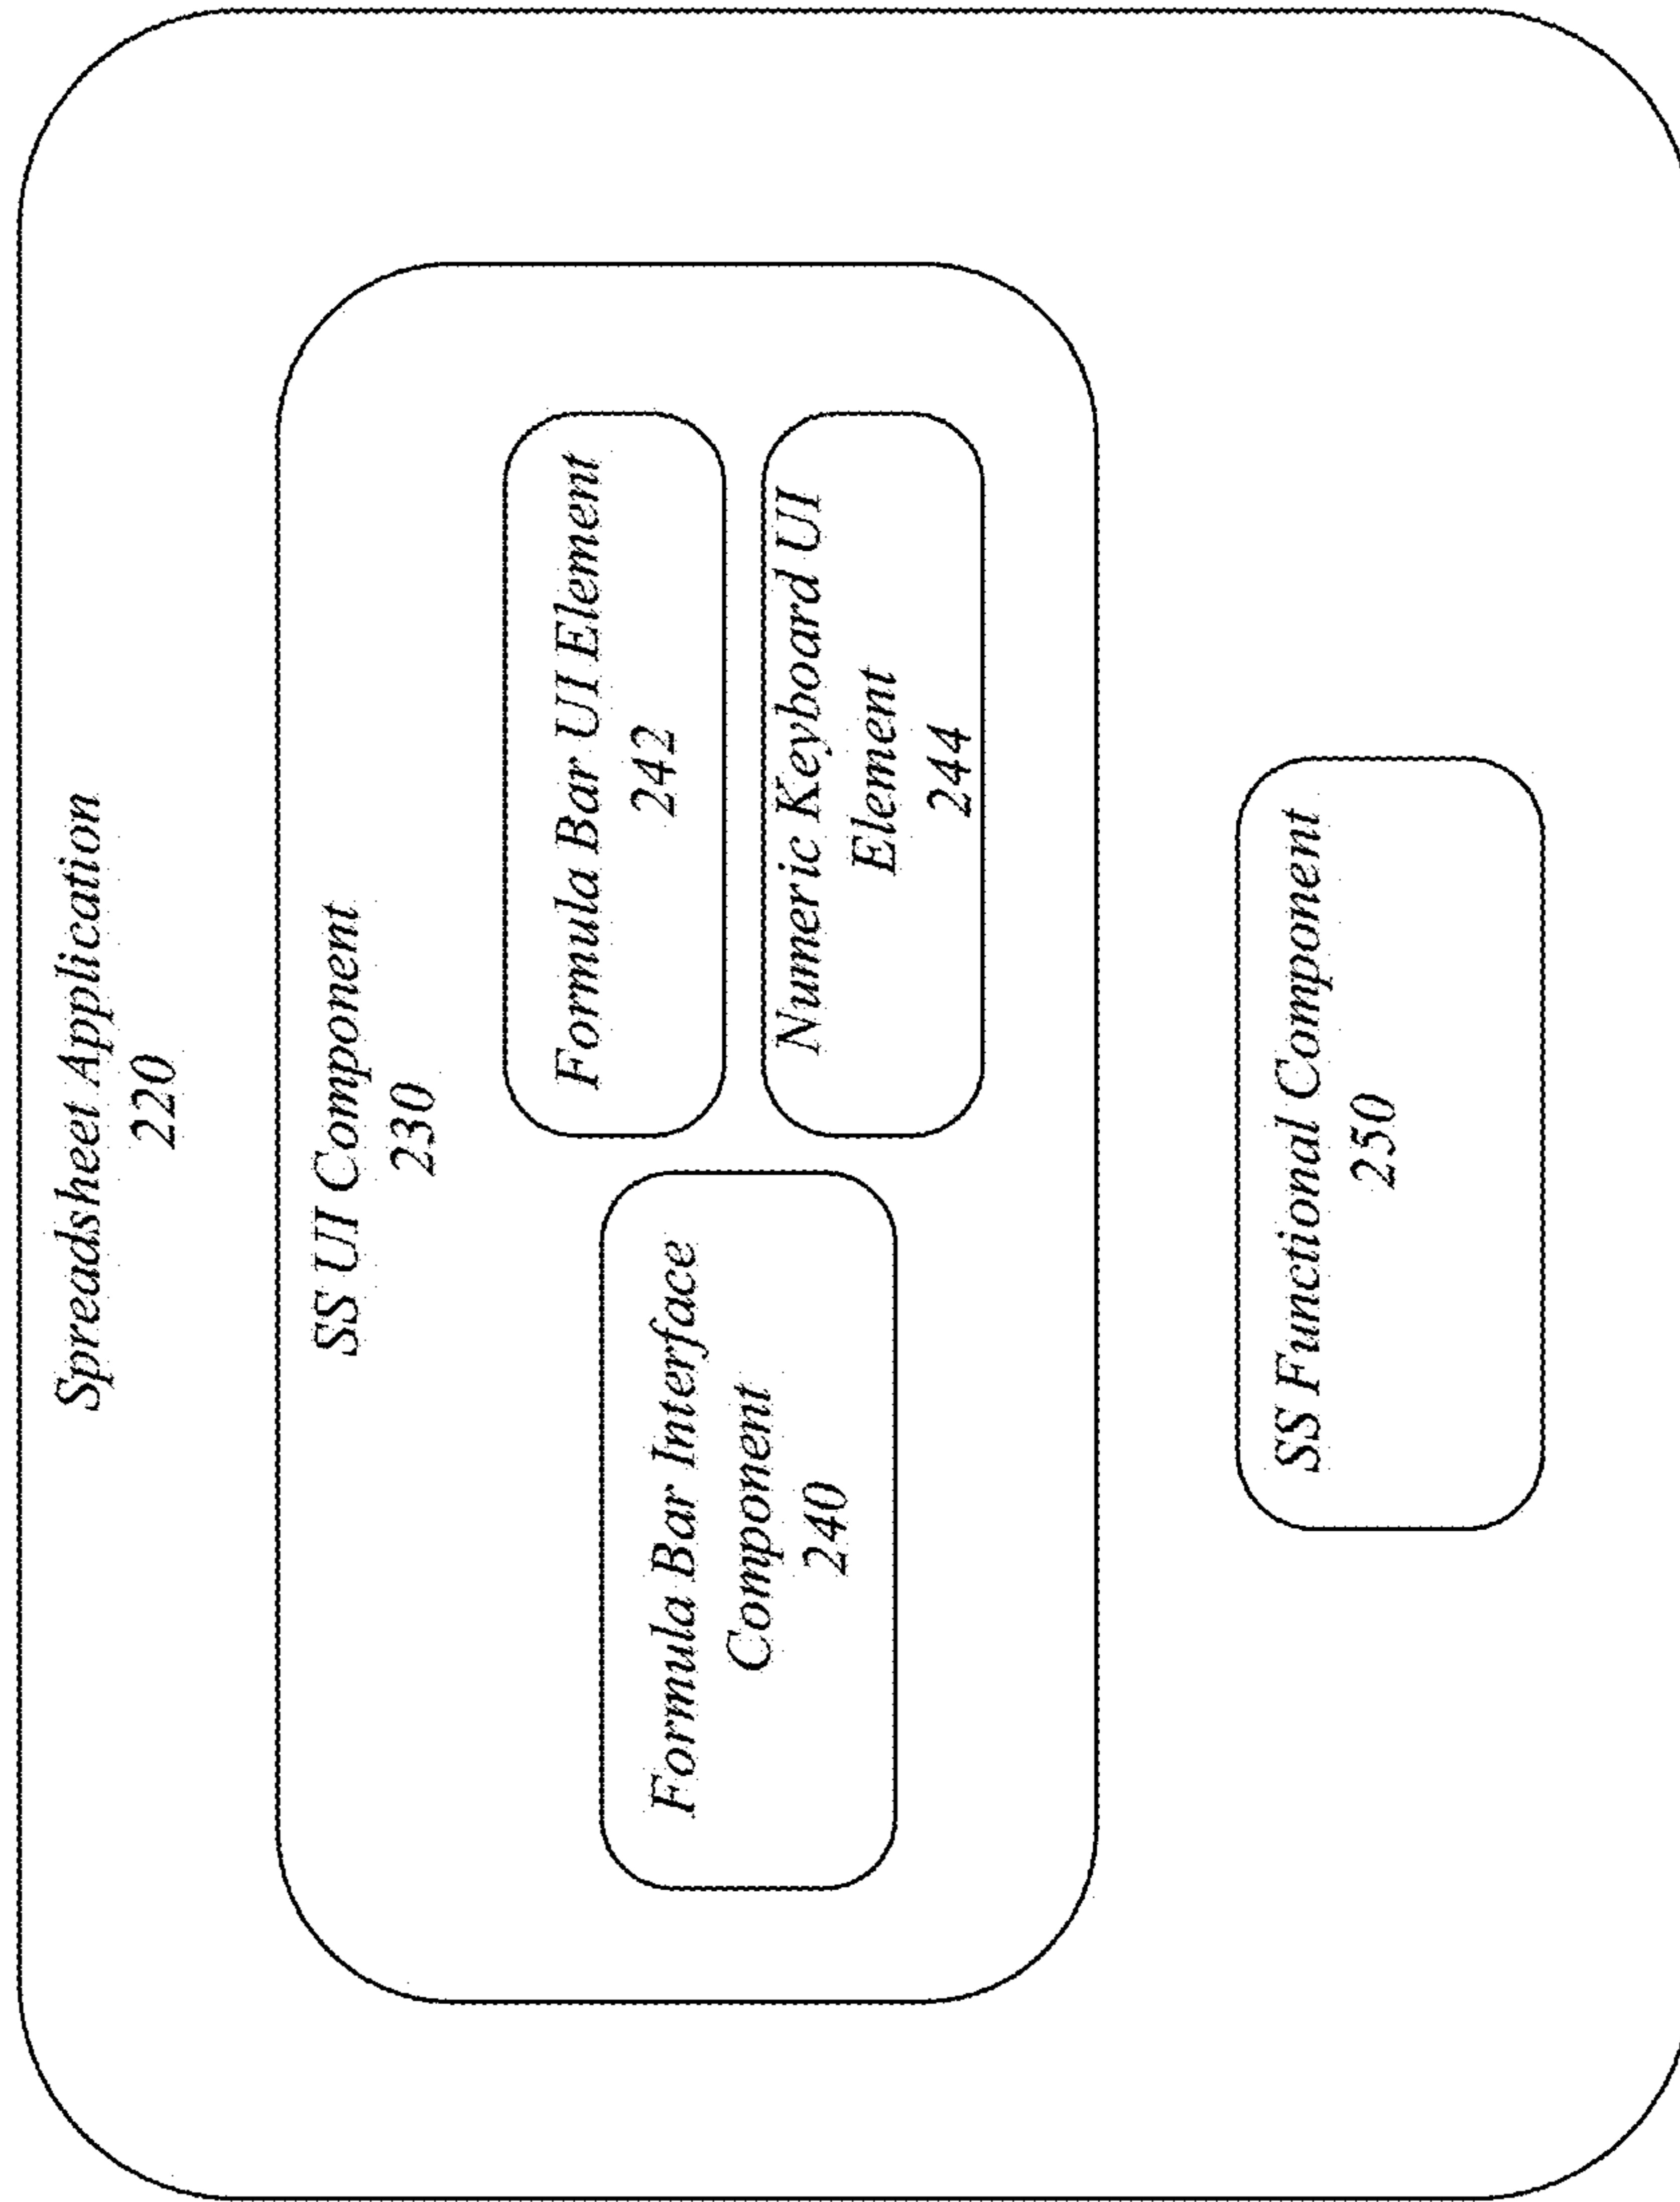 Spreadsheet Application
220
SS UI Component
230
Formula Bar Interface
Component
240
Formula Bar UI Element
242
Numeric Keyboard UI
Element
244
SS Functional Component
250